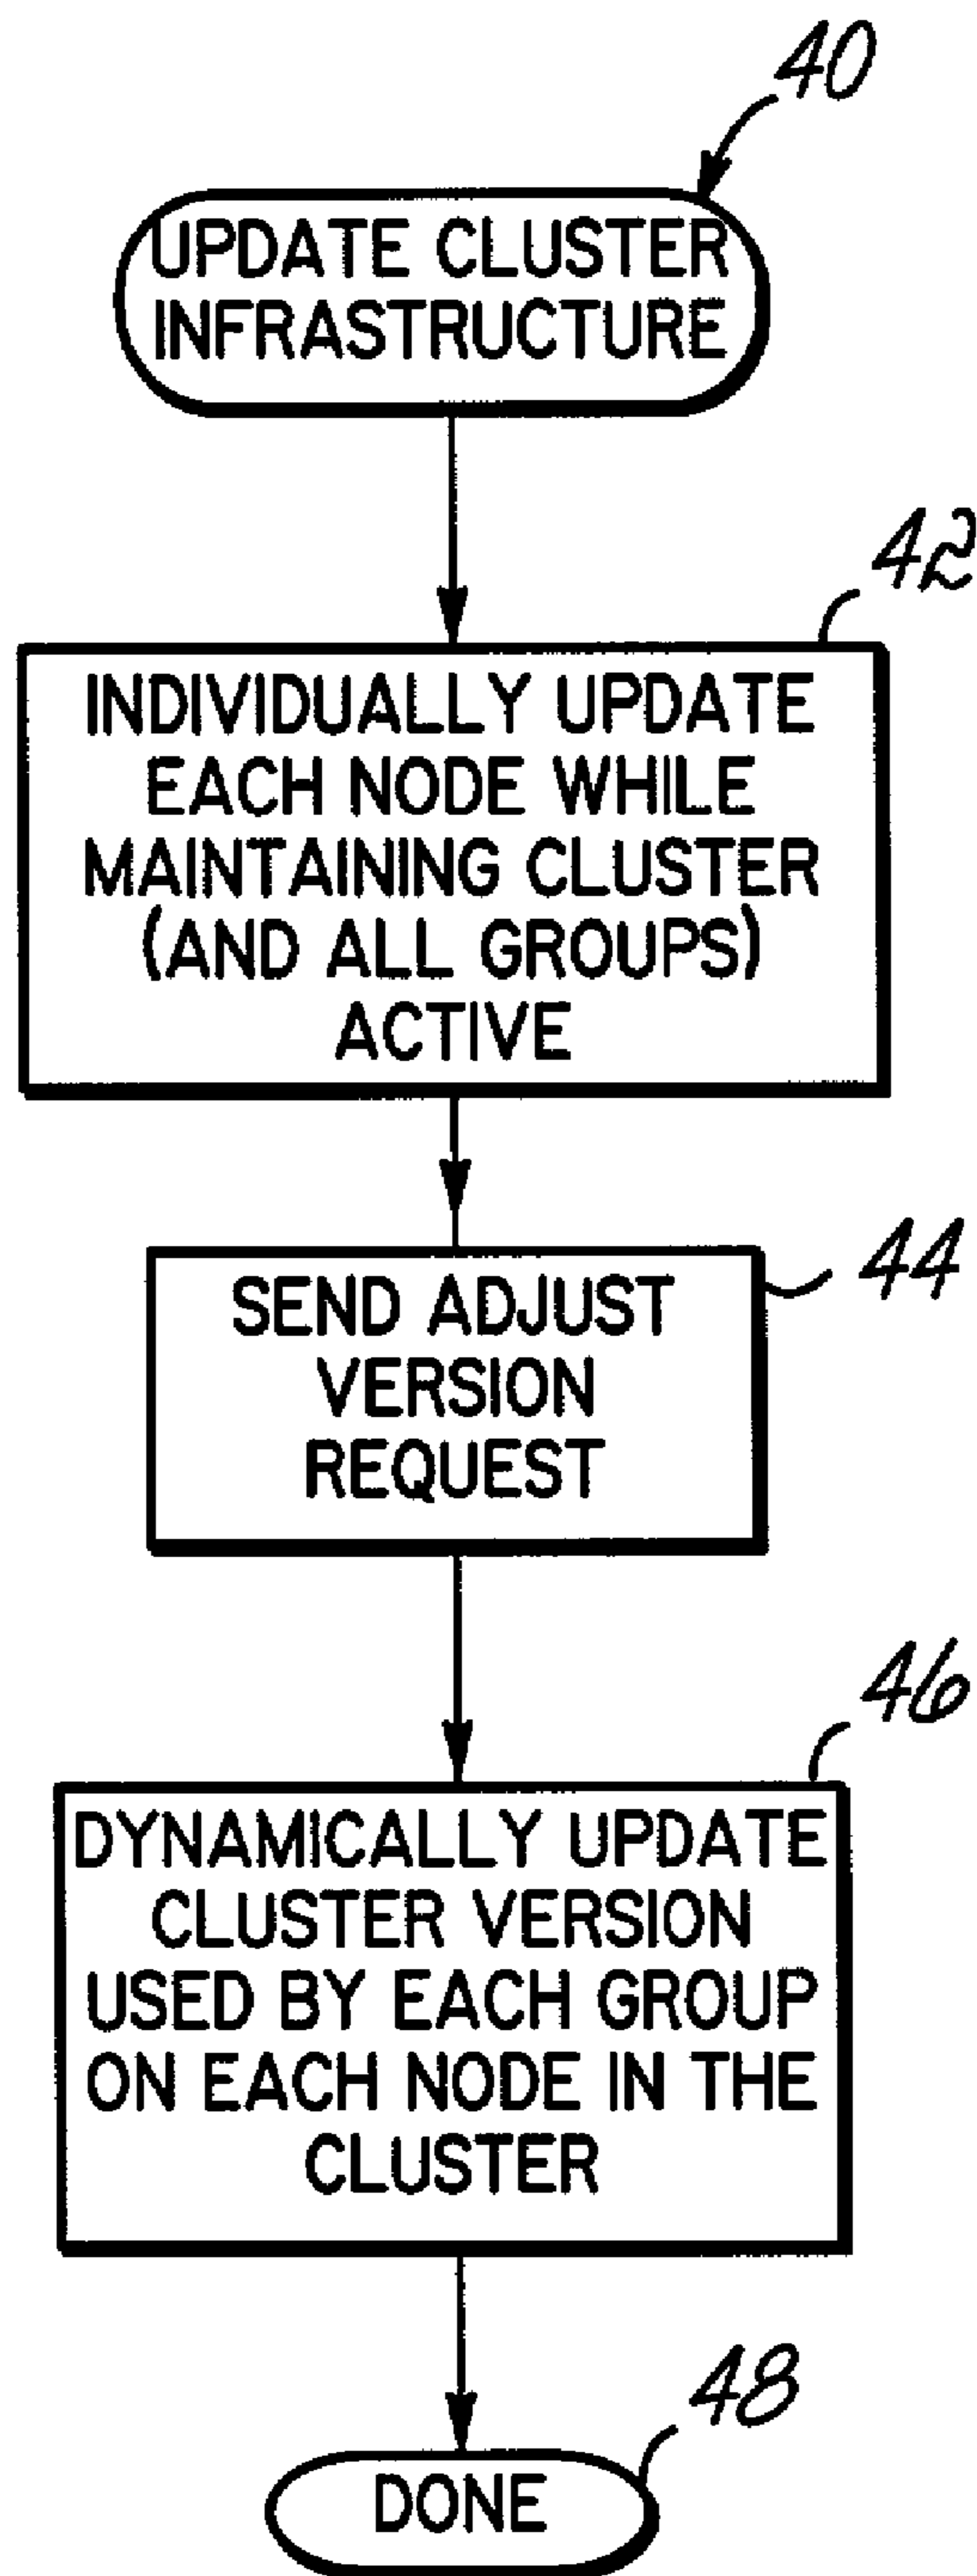 40
UPDATE CLUSTER
INFRASTRUCTURE
42
INDIVIDUALLY UPDATE
EACH NODE WHILE
MAINTAINING CLUSTER
(AND ALL GROUPS)
ACTIVE
44
SEND ADJUST
VERSION
REQUEST
46
DYNAMICALLY UPDATE
CLUSTER VERSION
USED BY EACH GROUP
ON EACH NODE IN THE
CLUSTER
48
DONE